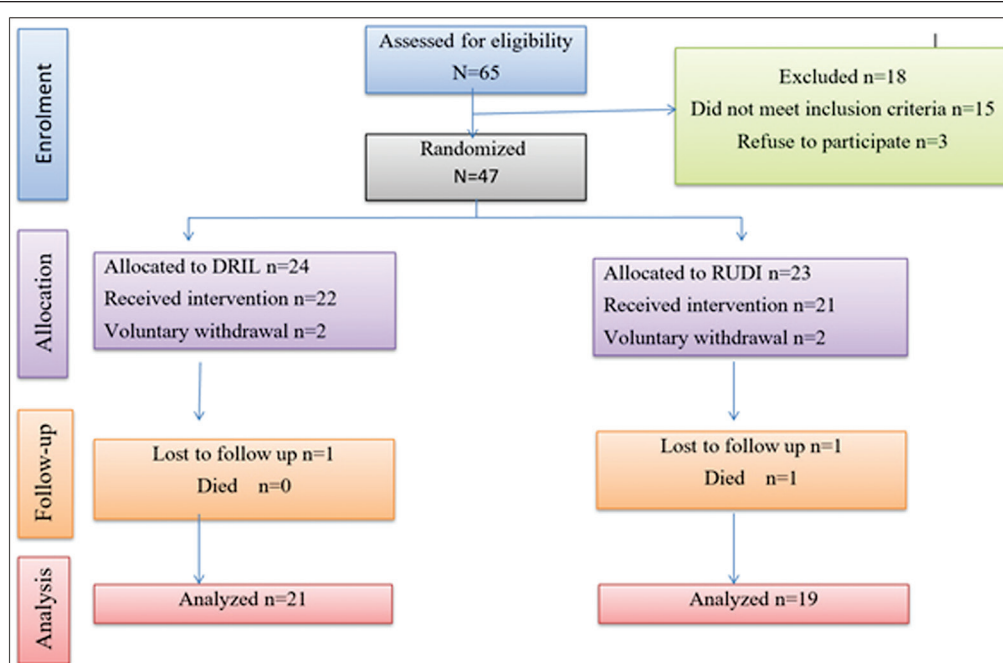 Enrolment
Assessed for eligibility
N=65
Excluded n=18
Did not meet inclusion criteria n=15
Refuse to participate n=3
Randomized
N=47
Allocation
Allocated to DRIL n=24
Received intervention n=22
Voluntary withdrawal n=2
Allocated to RUDI n=23
Received intervention n=21
Voluntary withdrawal n=2
Follow-up
Lost to follow up n=1
Died n=0
Lost to follow up n=1
Died n=1
Analysis
Analyzed n=21
Analyzed n=19